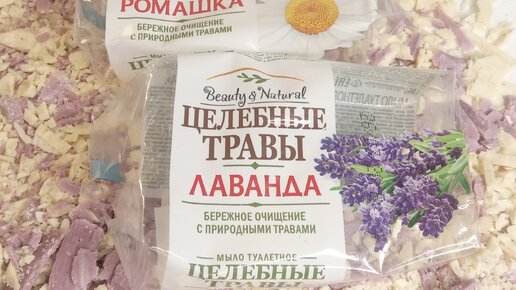 РОМАШКА
БЕРЕЖНОЕ ОЧИЩЕНИЕ
С ПРИРОДНЫМИ ТРАВАМИ
Beauty & Natural
ЦЕЛЕБНЫЕ
ТРАВЫ
ЛАВАНДА
БЕРЕЖНОЕ ОЧИЩЕНИЕ
С ПРИРОДНЫМИ ТРАВАМИ
МЫЛО ТУАЛЕТНОЕ
ЦЕЛЕБНЫЕ